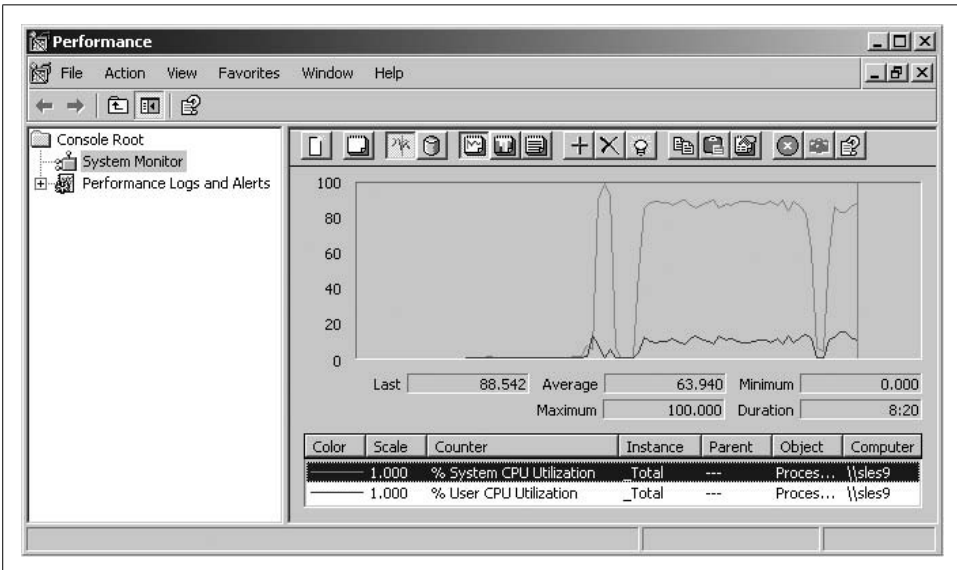 Performance
File Action View Favorites Window Help
Console Root
System Monitor
Performance Logs and Alerts
100
80
60
40
20
0
Last 88.542 Average 63.940 Minimum 0.000
Maximum 100.000 Duration 8:20
Color Scale Counter Instance Parent Object Computer
1.000 % System CPU Utilization _Total --- Proces... \\sles9
1.000 % User CPU Utilization _Total --- Proces... \\sles9